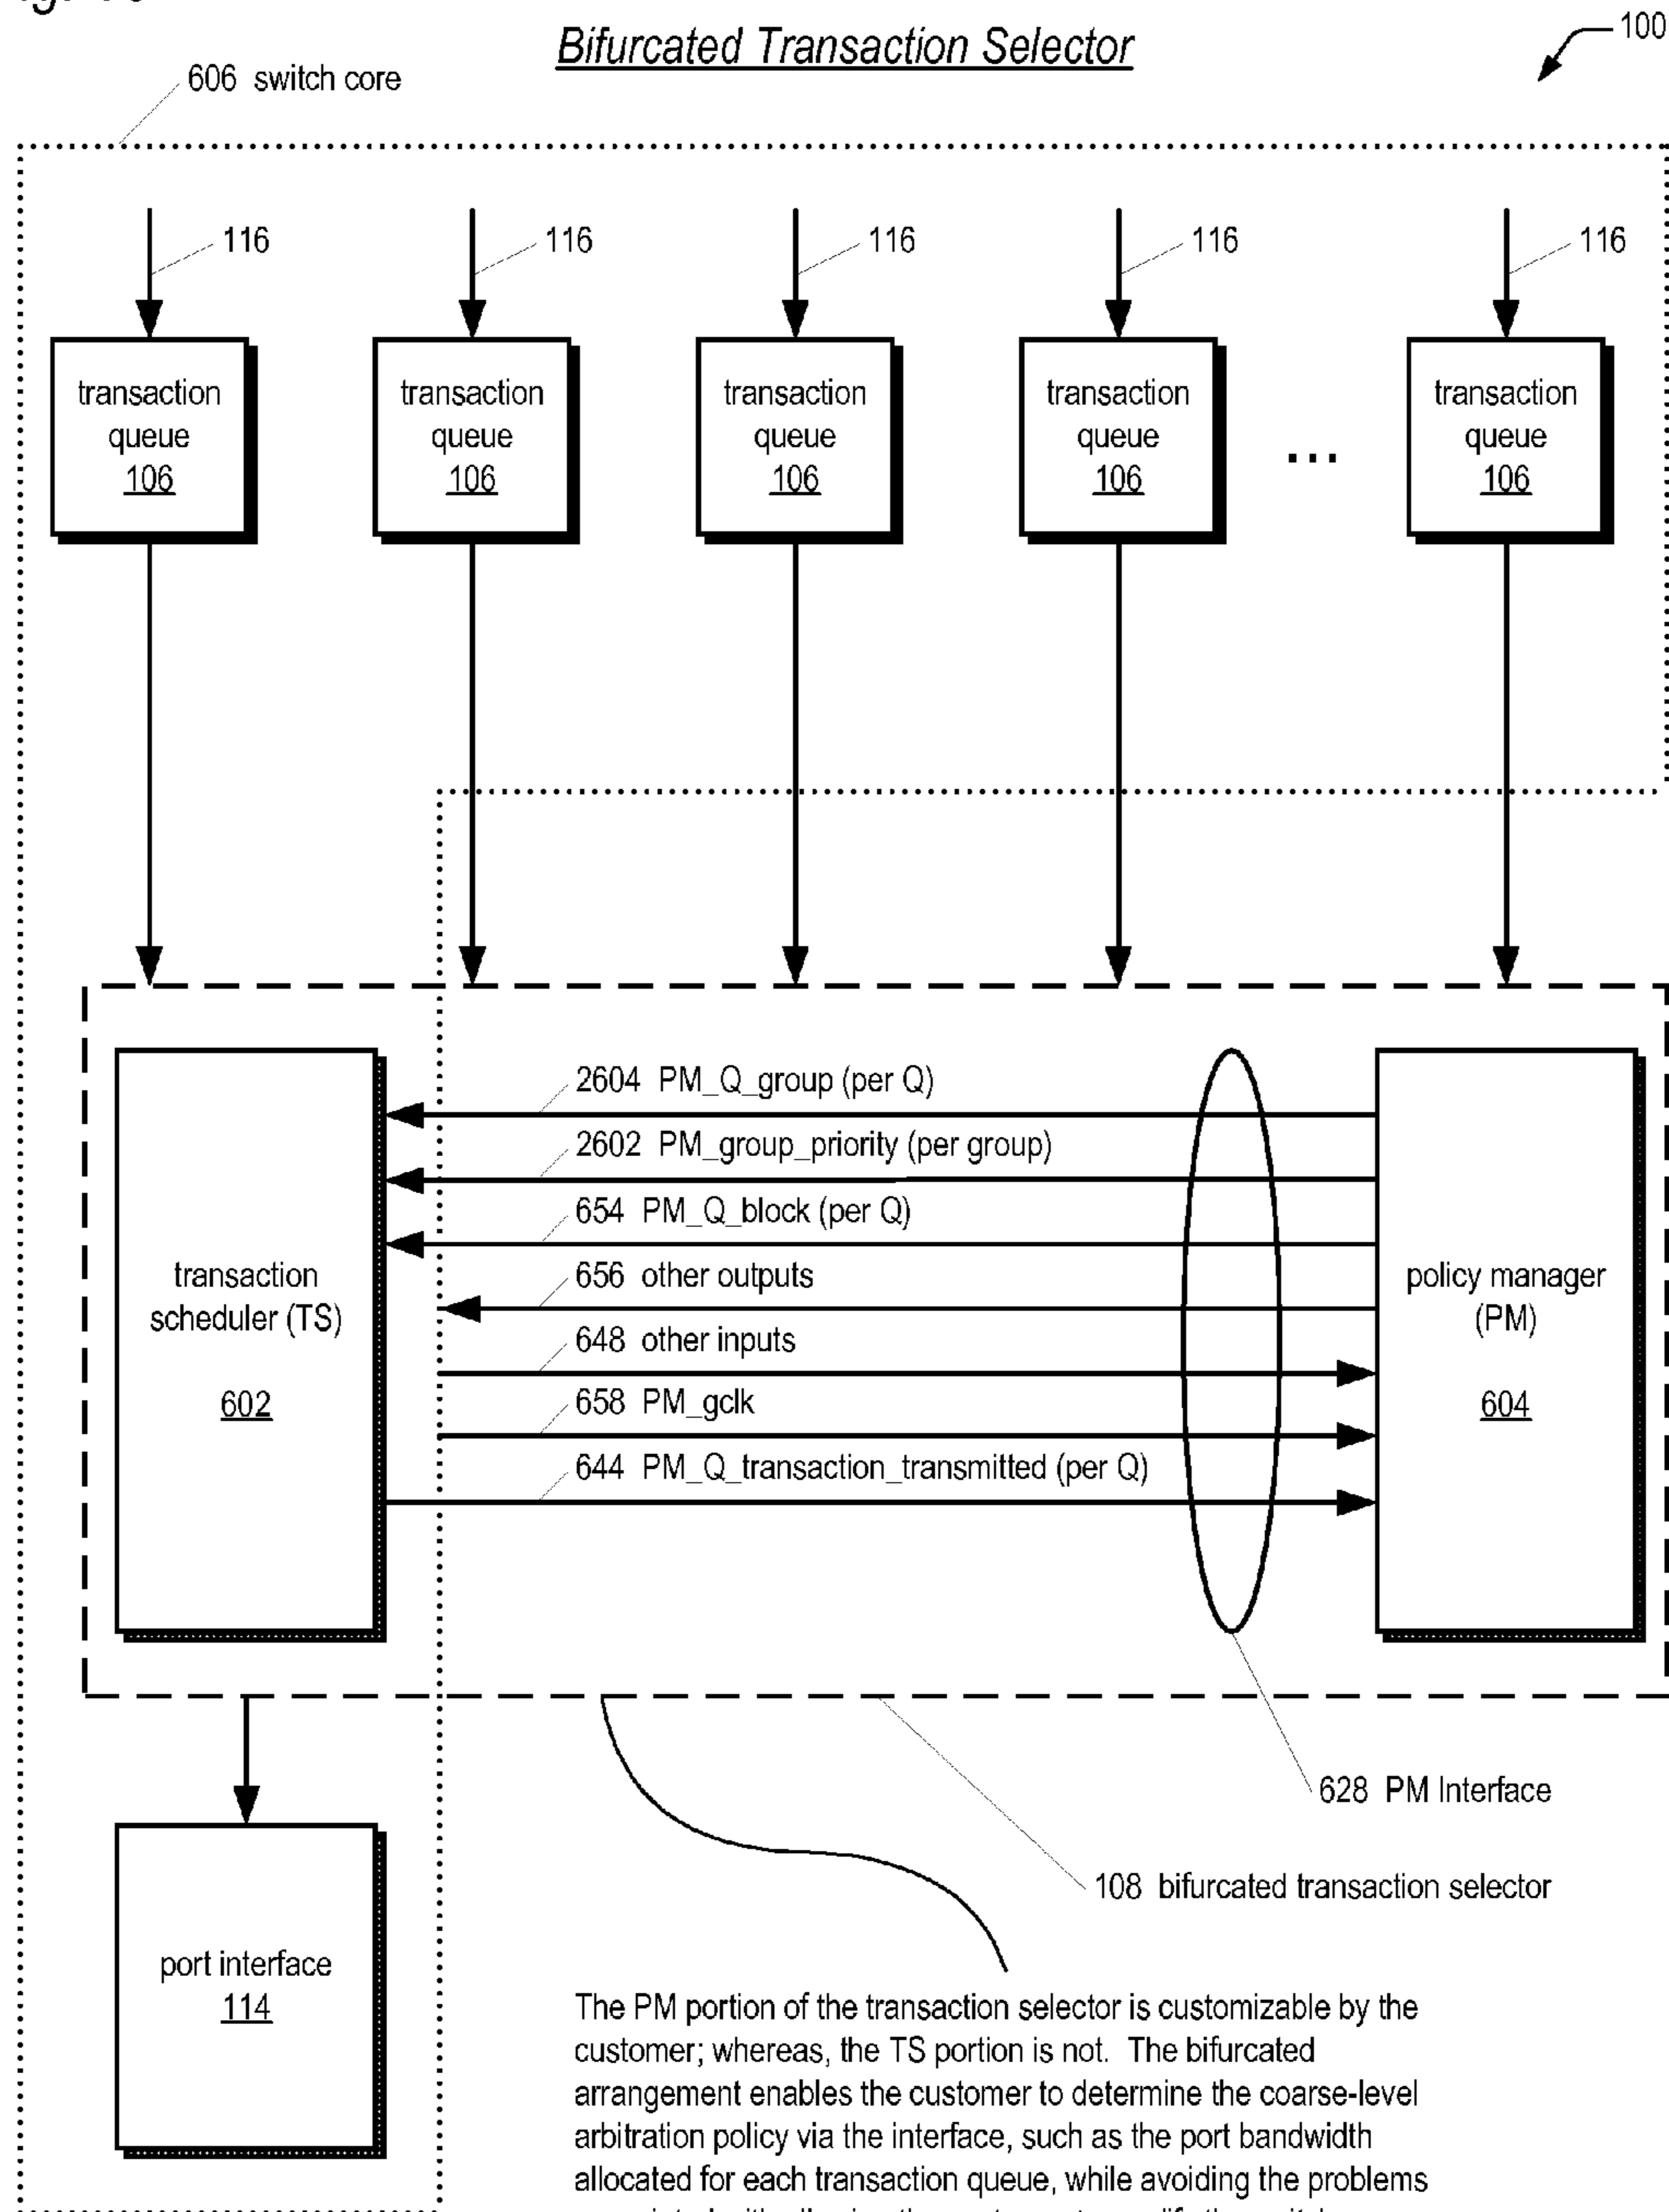 Bifurcated Transaction Selector
100
606 switch core
116 116 116 116 116
transaction transaction transaction transaction transaction
queue queue queue queue queue
106 106 106 106 ... 106
2604 PM_Q_group (per Q)
2602 PM_group_priority (per group)
654 PM_Q_block (per Q)
656 other outputs
648 other inputs
658 PM_gclk
644 PM_Q_transaction_transmitted (per Q)
transaction
scheduler (TS)
602
policy manager
(PM)
604
628 PM Interface
108 bifurcated transaction selector
port interface
114
The PM portion of the transaction selector is customizable by the
customer; whereas, the TS portion is not. The bifurcated
arrangement enables the customer to determine the coarse-level
arbitration policy via the interface, such as the port bandwidth
allocated for each transaction queue, while avoiding the problems